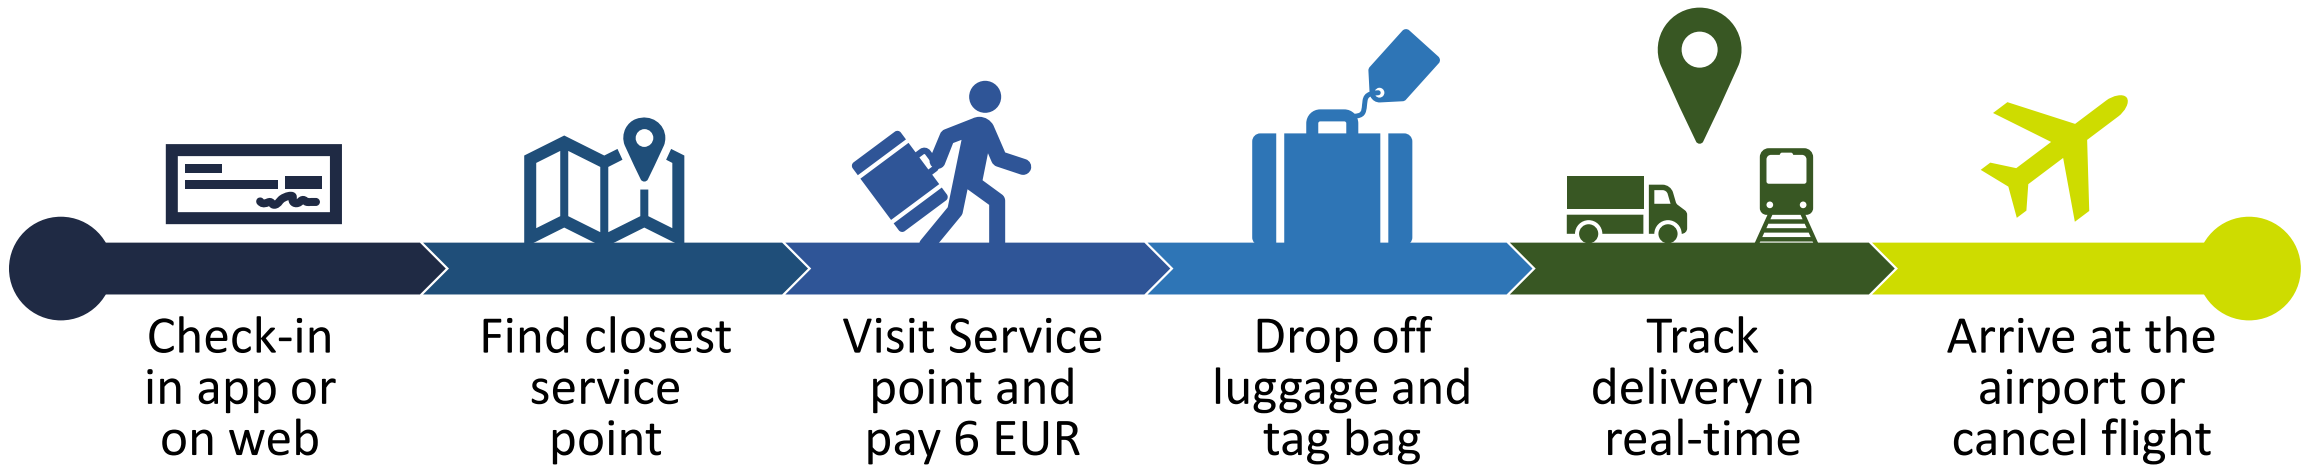 Check-in
in app or
on web
Find closest
service
point
Visit Service
point and
pay 6 EUR
Drop off
luggage and
tag bag
Track
delivery in
real-time
Arrive at the
airport or
cancel flight